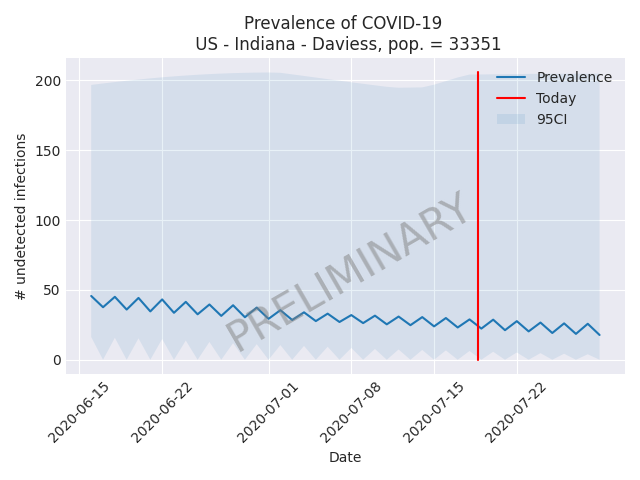 Prevalence of COVID-19
US - Indiana - Daviess, pop. = 33351
# undetected infections
200
150
100
50
0
Prevalence
Today
95CI
PRELIMINARY
2020-06-15
2020-06-22
2020-07-01
2020-07-08
2020-07-15
2020-07-22
Date